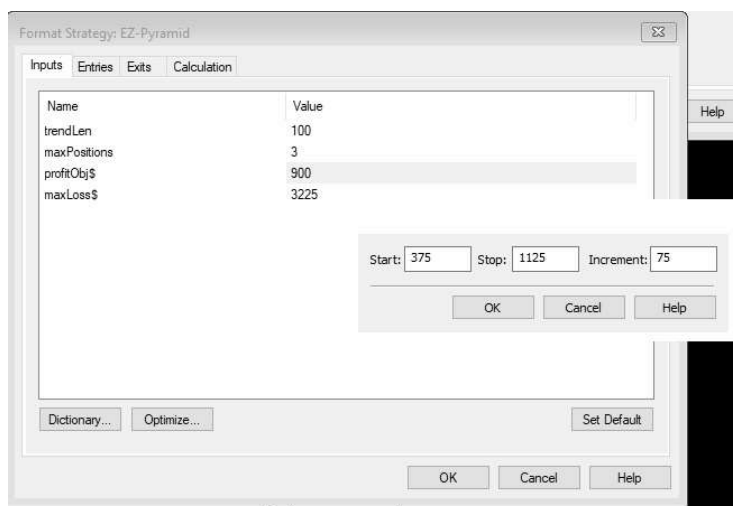 Format Strategy: EZ-Pyramid
Inputs Entries Exits Calculation
Help
Name Value
trendLen 100
maxPositions 3
profitObj$ 900
maxLoss$ 3225
Start: 375 Stop: 1125 Increment: 75
OK Cancel Help
Dictionary... Optimize... Set Default
OK Cancel Help